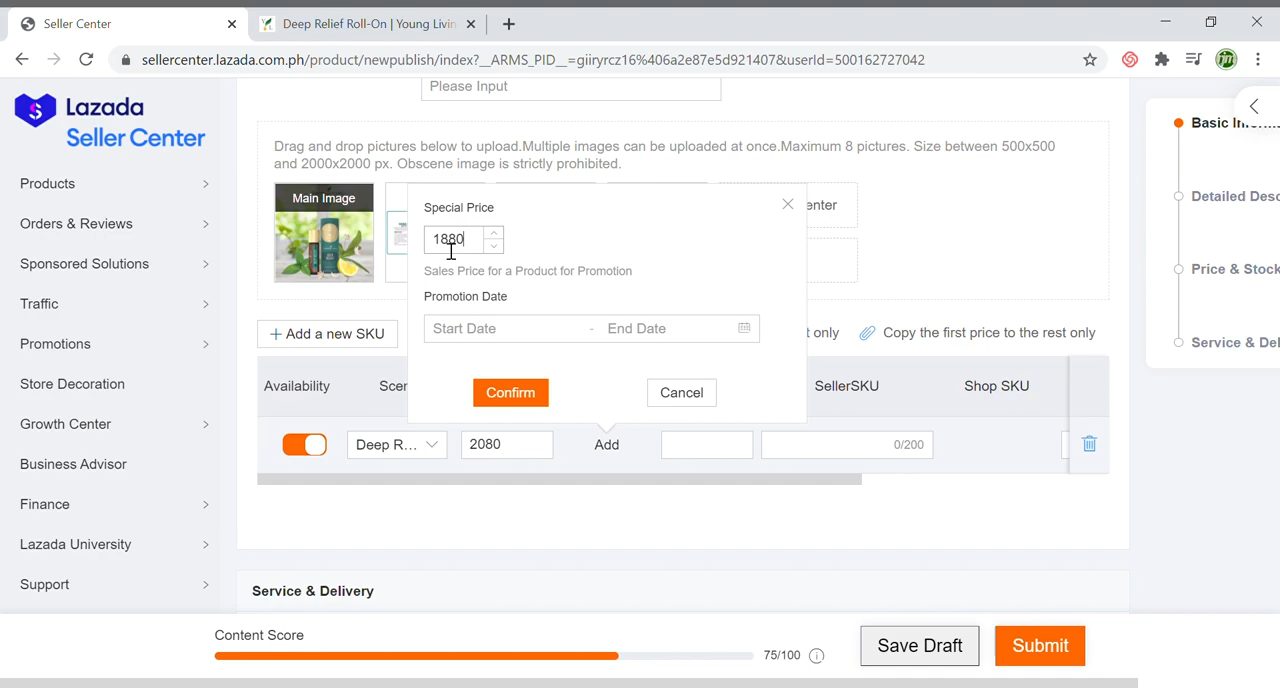 Seller Center
Deep Relief Roll-On | Young Livin
sellercenter.lazada.com.ph/product/newpublish/index?__ARMS_PID__=giiryrcz16%406a2e87e5d921407&userId=500162727042
Lazada
Seller Center
Products
Orders & Reviews
Sponsored Solutions
Traffic
Promotions
Store Decoration
Growth Center
Business Advisor
Finance
Lazada University
Support
Please Input
Drag and drop pictures below to upload.Multiple images can be uploaded at once.Maximum 8 pictures. Size between 500x500
and 2000x2000 px. Obscene image is strictly prohibited.
Main Image
enter
Special Price
1880
Sales Price for a Product for Promotion
Promotion Date
Start Date - End Date
Confirm
Cancel
+ Add a new SKU
t only
Copy the first price to the rest only
Availability
Scen
SellerSKU
Shop SKU
Deep R...
2080
Add
0/200
Service & Delivery
Content Score
75/100
Save Draft
Submit
Basic
Detailed Desc
Price & Stock
Service & Del